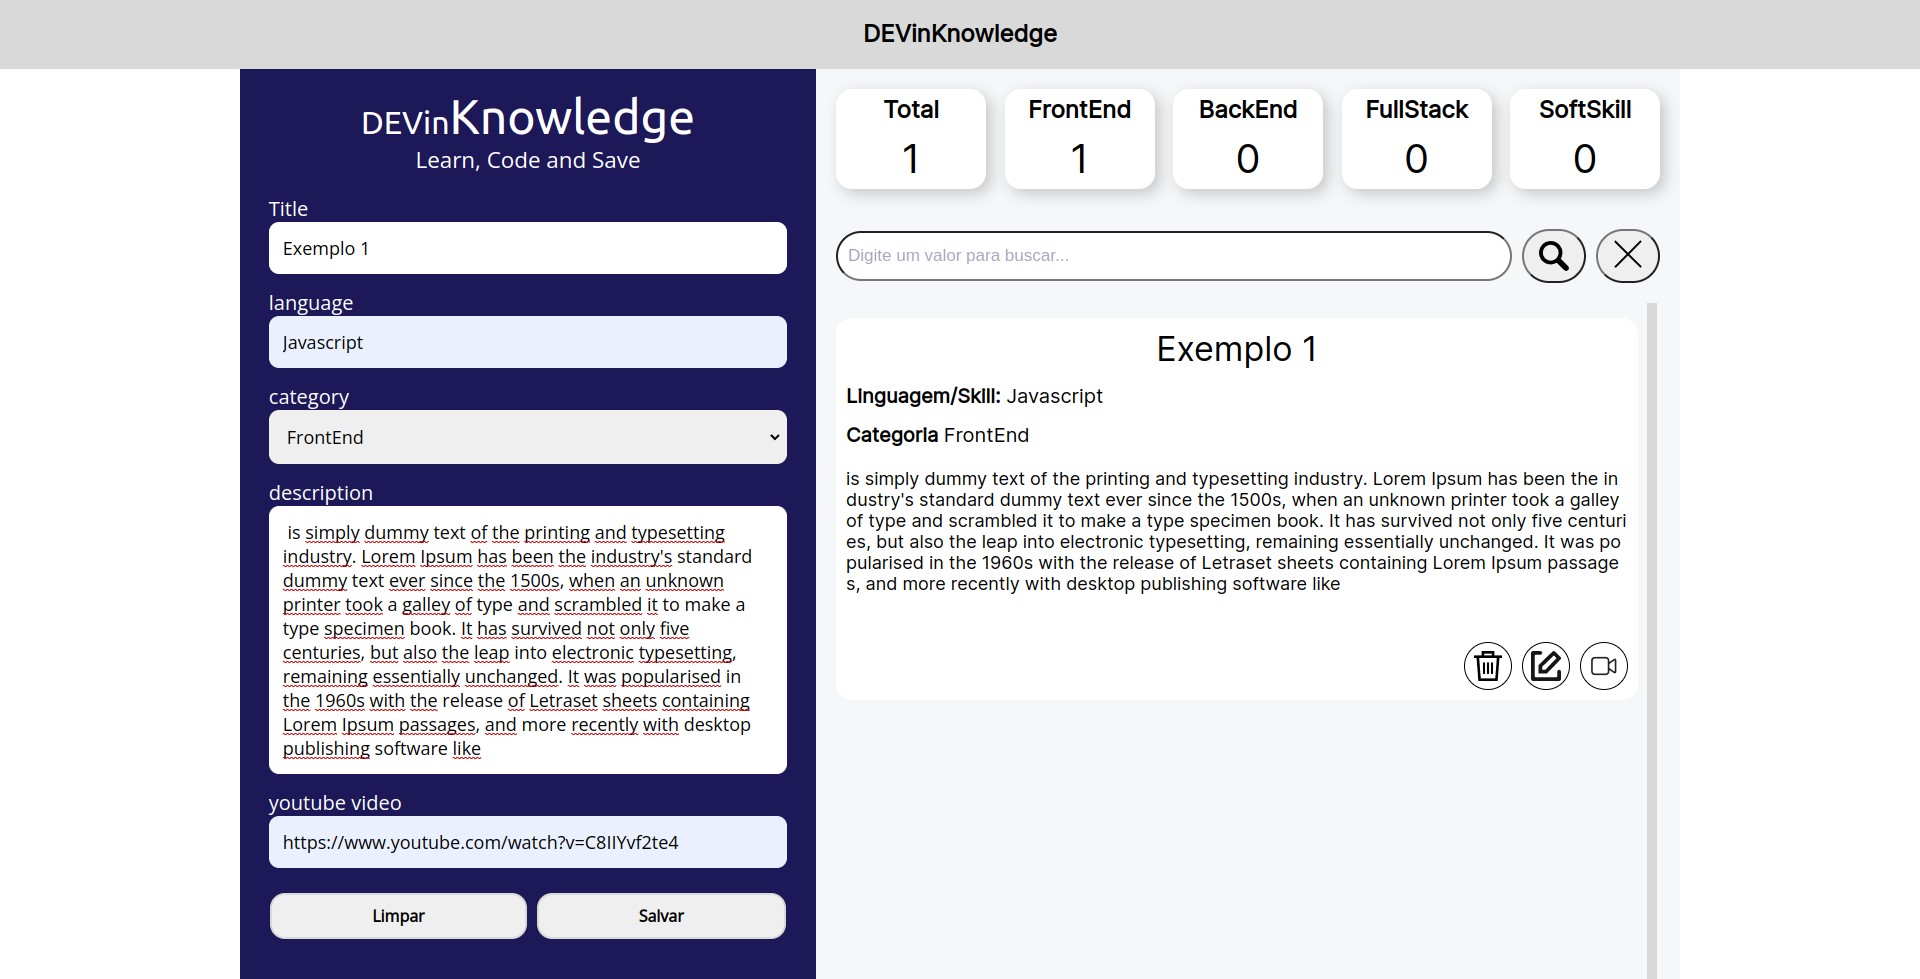 DEVinKnowledge
DEVinKnowledge
Learn, Code and Save
Title
Exemplo 1
language
Javascript
category
FrontEnd
description
is simply dummy text of the printing and typesetting
industry. Lorem Ipsum has been the industry's standard
dummy text ever since the 1500s, when an unknown
printer took a galley of type and scrambled it to make a
type specimen book. It has survived not only five
centuries, but also the leap into electronic typesetting,
remaining essentially unchanged. It was popularised in
the 1960s with the release of Letraset sheets containing
Lorem Ipsum passages, and more recently with desktop
publishing software like
youtube video
https://www.youtube.com/watch?v=C8IIYvf2te4
Limpar
Salvar
Total
1
FrontEnd
1
BackEnd
0
FullStack
0
SoftSkill
0
Digite um valor para buscar...
Exemplo 1
Linguagem/Skill: Javascript
Categoria FrontEnd
is simply dummy text of the printing and typesetting industry. Lorem Ipsum has been the in
dustry's standard dummy text ever since the 1500s, when an unknown printer took a galley
of type and scrambled it to make a type specimen book. It has survived not only five centuri
es, but also the leap into electronic typesetting, remaining essentially unchanged. It was po
pularised in the 1960s with the release of Letraset sheets containing Lorem Ipsum passage
s, and more recently with desktop publishing software like